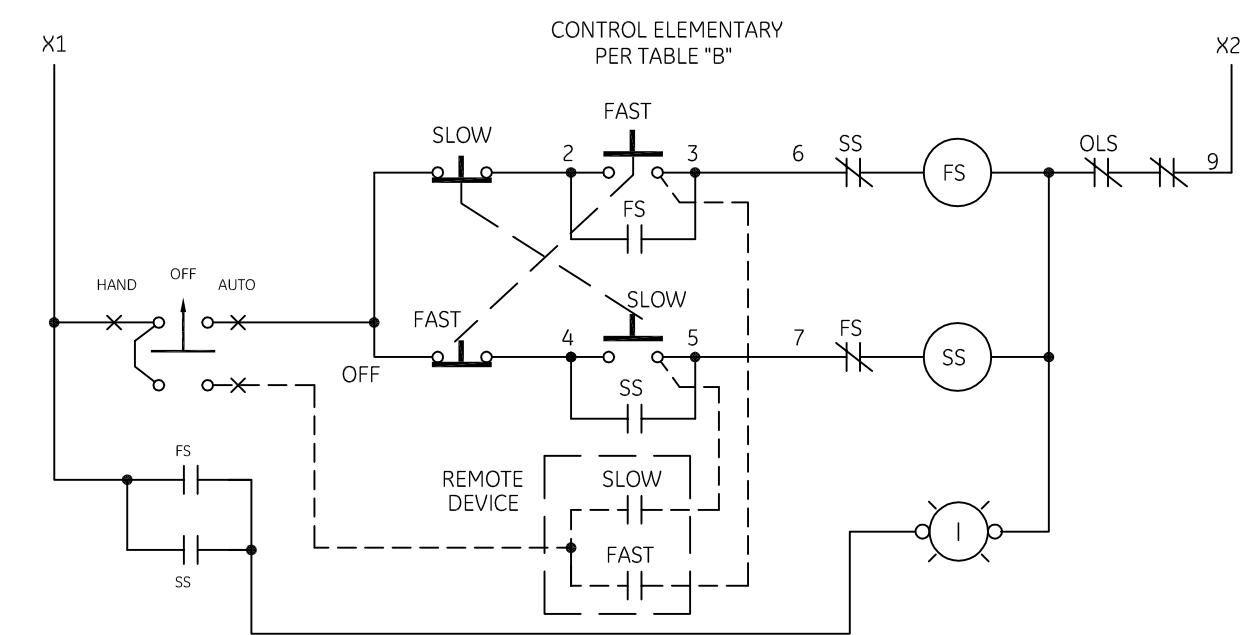 CONTROL ELEMENTARY
PER TABLE "B"
X1
X2
FAST
SLOW
2
3
6
SS
FS
OLS
9
FS
HAND
OFF
AUTO
SLOW
FAST
4
5
7
FS
SS
OFF
SS
FS
REMOTE
DEVICE
SLOW
I
FAST
SS